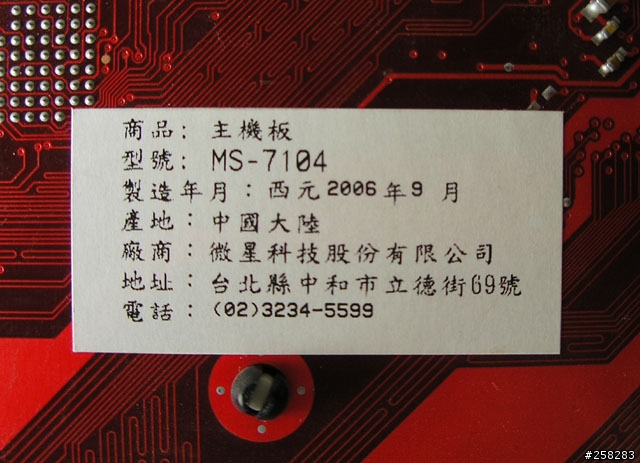 商品: 主機板
型號: MS-7104
製造年月:西元2006年9月
產地:中國大陸
廠商:微星科技股份有限公司
地址:台北縣中和市立德街69號
電話:(02)3234-5599
#258283